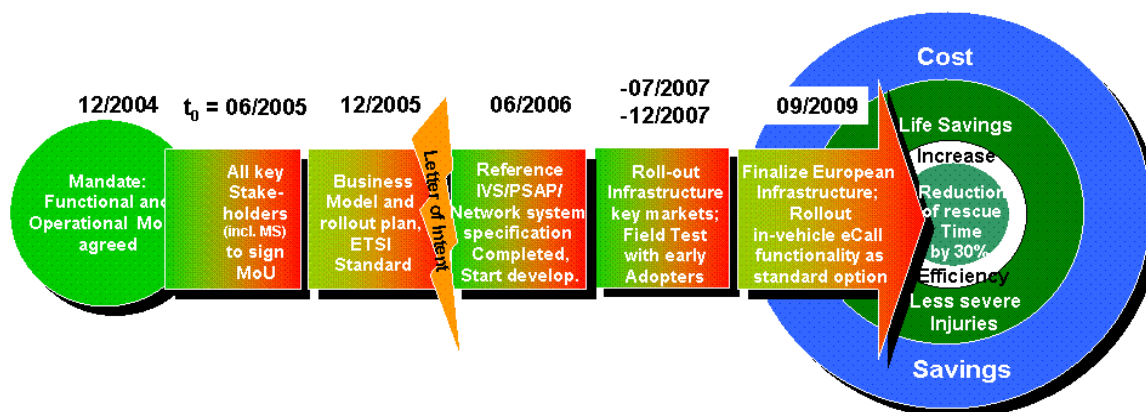 12/2004
Mandate:
Functional and
Operational Mo
agreed
t0 = 06/2005
All key
Stake-
holders
(incl. MS)
to sign
MoU
12/2005
Business
Model and
rollout plan,
ETSI
Standard
Letter of Intent
06/2006
Reference
IVS/PSAP/
Network system
specification
Completed,
Start develop.
-07/2007
-12/2007
Roll-out
Infrastructure
key markets;
Field Test
with early
Adopters
09/2009
Finalize European
Infrastructure;
Rollout
in-vehicle eCall
functionality as
standard option
Cost
Life Savings
Increase
Reduction
of rescue
Time
by 30%
Efficiency
Less severe
Injuries
Savings